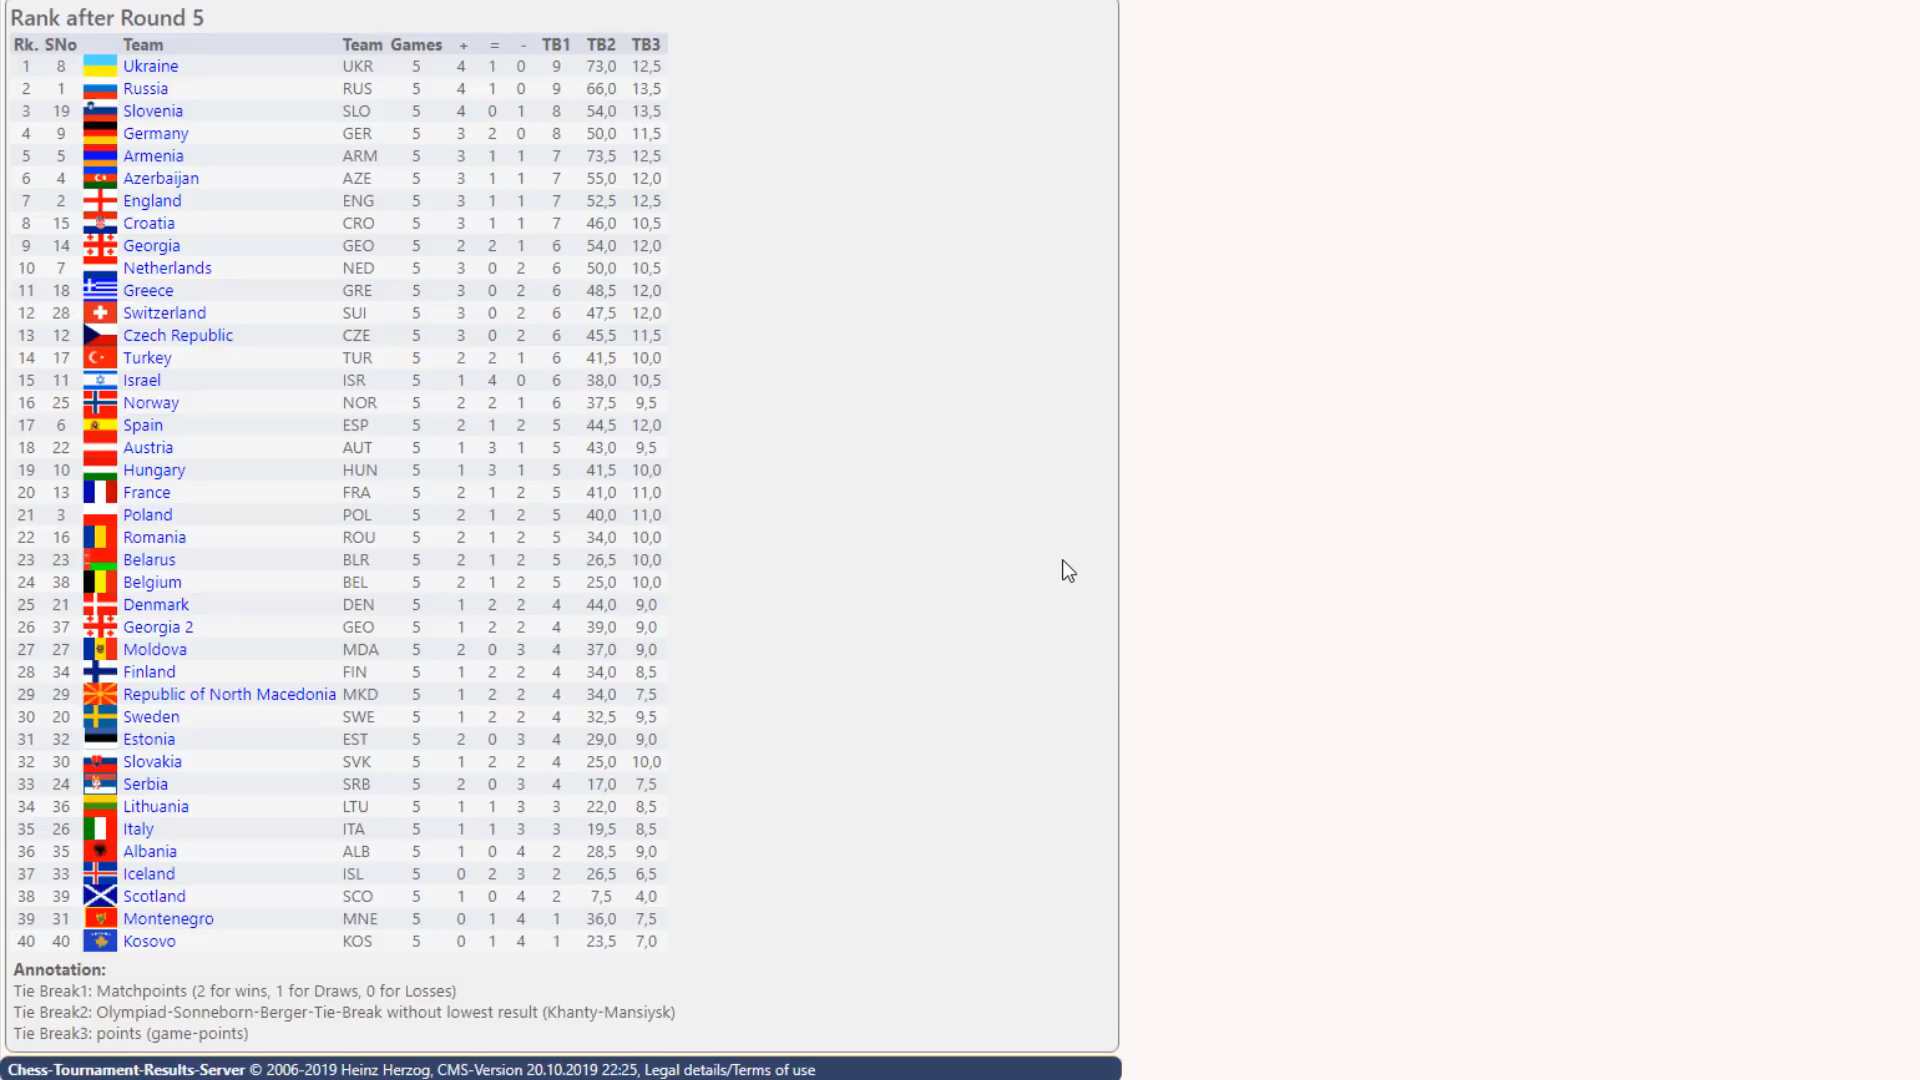 Rank after Round 5
Rk. SNo Team Team Games + = - TB1 TB2 TB3
1 8 Ukraine UKR 5 4 1 0 9 73,0 12,5
2 1 Russia RUS 5 4 1 0 9 66,0 13,5
3 19 Slovenia SLO 5 4 0 1 8 54,0 13,5
4 9 Germany GER 5 3 2 0 8 50,0 11,5
5 5 Armenia ARM 5 3 1 1 7 73,5 12,5
6 4 Azerbaijan AZE 5 3 1 1 7 55,0 12,0
7 2 England ENG 5 3 1 1 7 52,5 12,5
8 15 Croatia CRO 5 3 1 1 7 46,0 10,5
9 14 Georgia GEO 5 2 2 1 6 54,0 12,0
10 7 Netherlands NED 5 3 0 2 6 50,0 10,5
11 18 Greece GRE 5 3 0 2 6 48,5 12,0
12 28 Switzerland SUI 5 3 0 2 6 47,5 12,0
13 12 Czech Republic CZE 5 3 0 2 6 45,5 11,5
14 17 Turkey TUR 5 2 2 1 6 41,5 10,0
15 11 Israel ISR 5 1 4 0 6 38,0 10,5
16 25 Norway NOR 5 2 2 1 6 37,5 9,5
17 6 Spain ESP 5 2 1 2 5 44,5 12,0
18 22 Austria AUT 5 1 3 1 5 43,0 9,5
19 10 Hungary HUN 5 1 3 1 5 41,5 10,0
20 13 France FRA 5 2 1 2 5 41,0 11,0
21 3 Poland POL 5 2 1 2 5 40,0 11,0
22 16 Romania ROU 5 2 1 2 5 34,0 10,0
23 23 Belarus BLR 5 2 1 2 5 26,5 10,0
24 38 Belgium BEL 5 2 1 2 5 25,0 10,0
25 21 Denmark DEN 5 1 2 2 4 44,0 9,0
26 37 Georgia 2 GEO 5 1 2 2 4 39,0 9,0
27 27 Moldova MDA 5 2 0 3 4 37,0 9,0
28 34 Finland FIN 5 1 2 2 4 34,0 8,5
29 29 Republic of North Macedonia MKD 5 1 2 2 4 34,0 7,5
30 20 Sweden SWE 5 1 2 2 4 32,5 9,5
31 32 Estonia EST 5 2 0 3 4 29,0 9,0
32 30 Slovakia SVK 5 1 2 2 4 25,0 10,0
33 24 Serbia SRB 5 2 0 3 4 17,0 7,5
34 36 Lithuania LTU 5 1 1 3 3 22,0 8,5
35 26 Italy ITA 5 1 1 3 3 19,5 8,5
36 35 Albania ALB 5 1 0 4 2 28,5 9,0
37 33 Iceland ISL 5 0 2 3 2 26,5 6,5
38 39 Scotland SCO 5 1 0 4 2 7,5 4,0
39 31 Montenegro MNE 5 0 1 4 1 36,0 7,5
40 40 Kosovo KOS 5 0 1 4 1 23,5 7,0
Annotation:
Tie Break1: Matchpoints (2 for wins, 1 for Draws, 0 for Losses)
Tie Break2: Olympiad-Sonneborn-Berger-Tie-Break without lowest result (Khanty-Mansiysk)
Tie Break3: points (game-points)
Chess-Tournament-Results-Server © 2006-2019 Heinz Herzog, CMS-Version 20.10.2019 22:25, Legal details/Terms of use